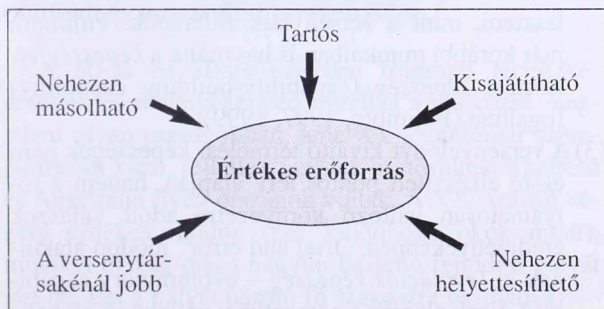 Tartós
Nehezen
másolható
Kisajátítható
Értékes erőforrás
A versenytár-
sakénál jobb
Nehezen
helyettesíthető